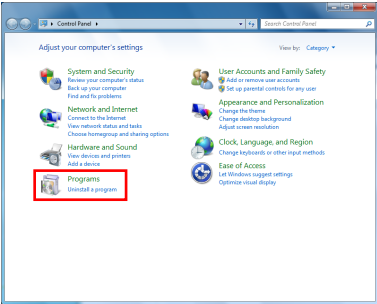 Control Panel
Search Control Panel
Adjust your computer's settings
View by: Category
System and Security
Review your computer's status
Back up your computer
Find and fix problems
Network and Internet
Connect to the Internet
View network status and tasks
Choose homegroup and sharing options
Hardware and Sound
View devices and printers
Add a device
Programs
Uninstall a program
User Accounts and Family Safety
Add or remove user accounts
Set up parental controls for any user
Appearance and Personalization
Change the theme
Change desktop background
Adjust screen resolution
Clock, Language, and Region
Change keyboards or other input methods
Ease of Access
Let Windows suggest settings
Optimize visual display